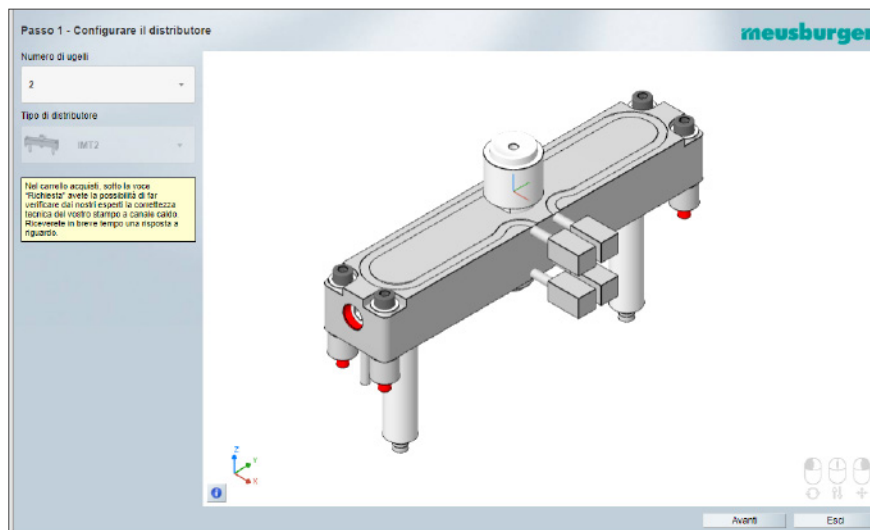 Passo 1 - Configurare il distributore
meusburger
Numero di ugelli
2
Tipo di distributore
IMT2
Nel carrello acquisti, sotto la voce
"Richiesta" avete la possibilità di far
verificare dai nostri esperti la correttezza
tecnica del vostro stampo a canale caldo.
Riceverete in breve tempo una risposta a
riguardo.
Z
Y
X
Avanti
Esci